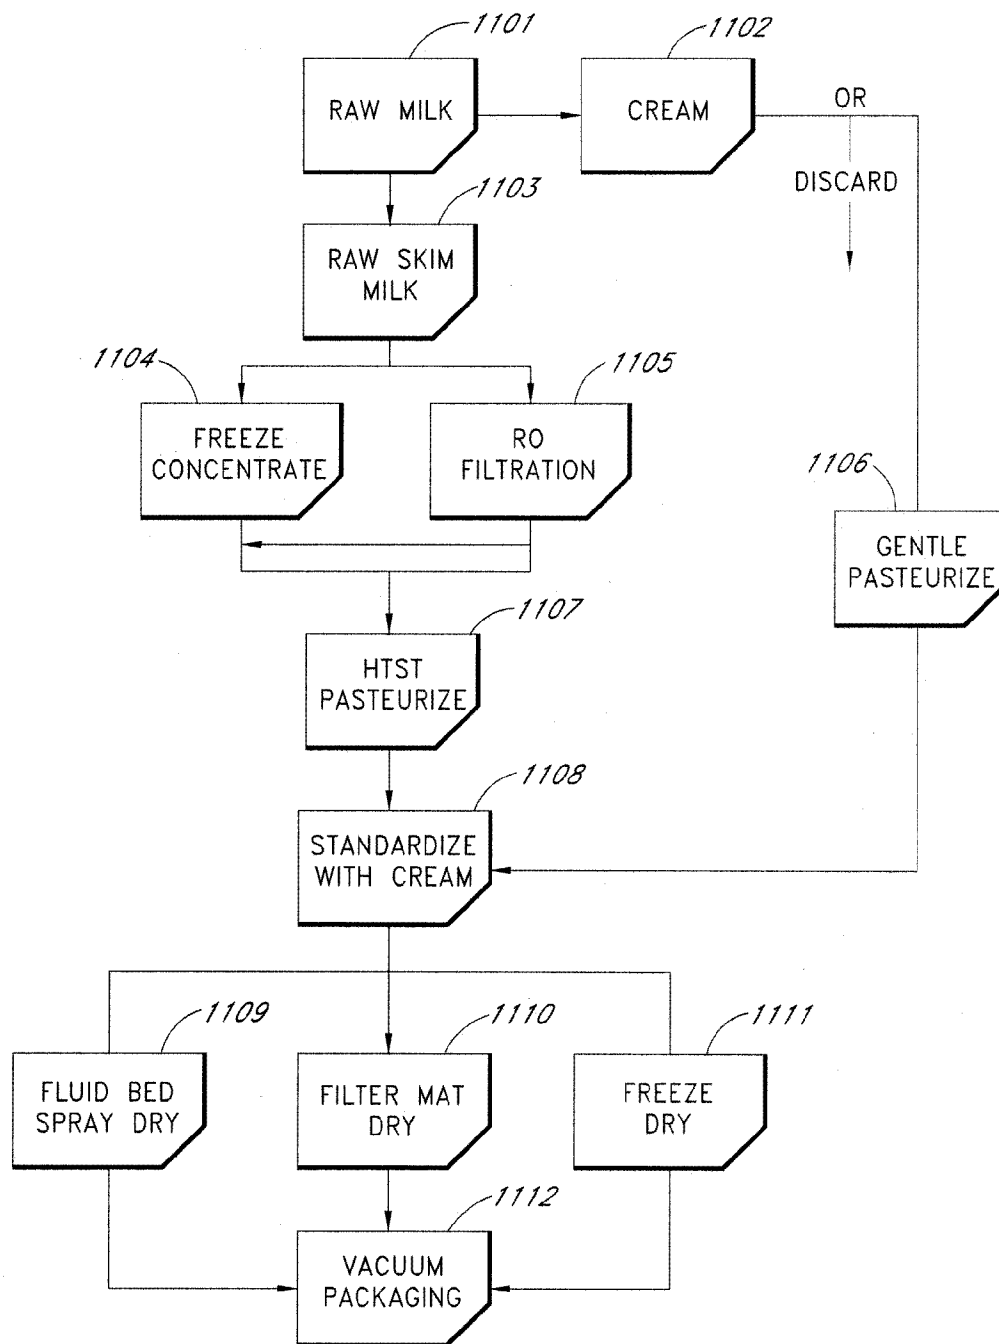 1101
1102
RAW MILK
CREAM
OR
DISCARD
1103
RAW SKIM
MILK
1104
1105
FREEZE
CONCENTRATE
RO
FILTRATION
1106
GENTLE
PASTEURIZE
1107
HTST
PASTEURIZE
1108
STANDARDIZE
WITH CREAM
1109
1110
1111
FLUID BED
SPRAY DRY
FILTER MAT
DRY
FREEZE
DRY
1112
VACUUM
PACKAGING